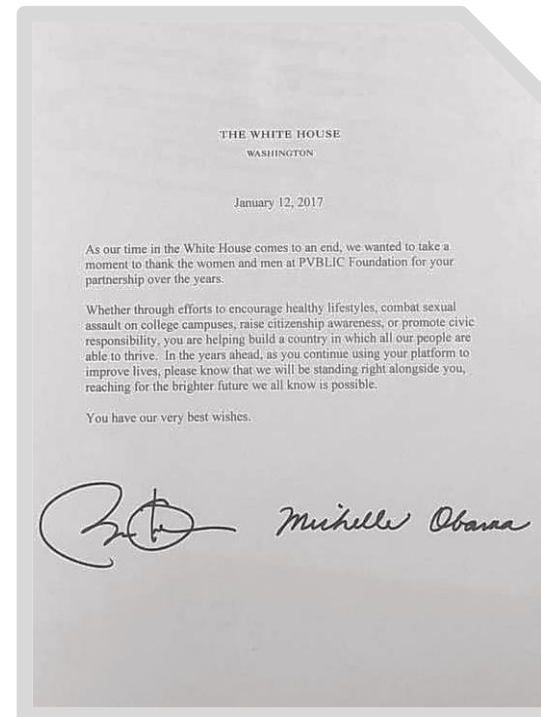 THE WHITE HOUSE
WASHINGTON
January 12, 2017
As our time in the White House comes to an end, we wanted to take a
moment to thank the women and men at PVBLIC Foundation for your
partnership over the years.
Whether through efforts to encourage healthy lifestyles, combat sexual
assault on college campuses, raise citizenship awareness, or promote civic
responsibility, you are helping build a country in which all our people are
able to thrive. In the years ahead, as you continue using your platform to
improve lives, please know that we will be standing right alongside you,
reaching for the brighter future we all know is possible.
You have our very best wishes.
Michelle Obama